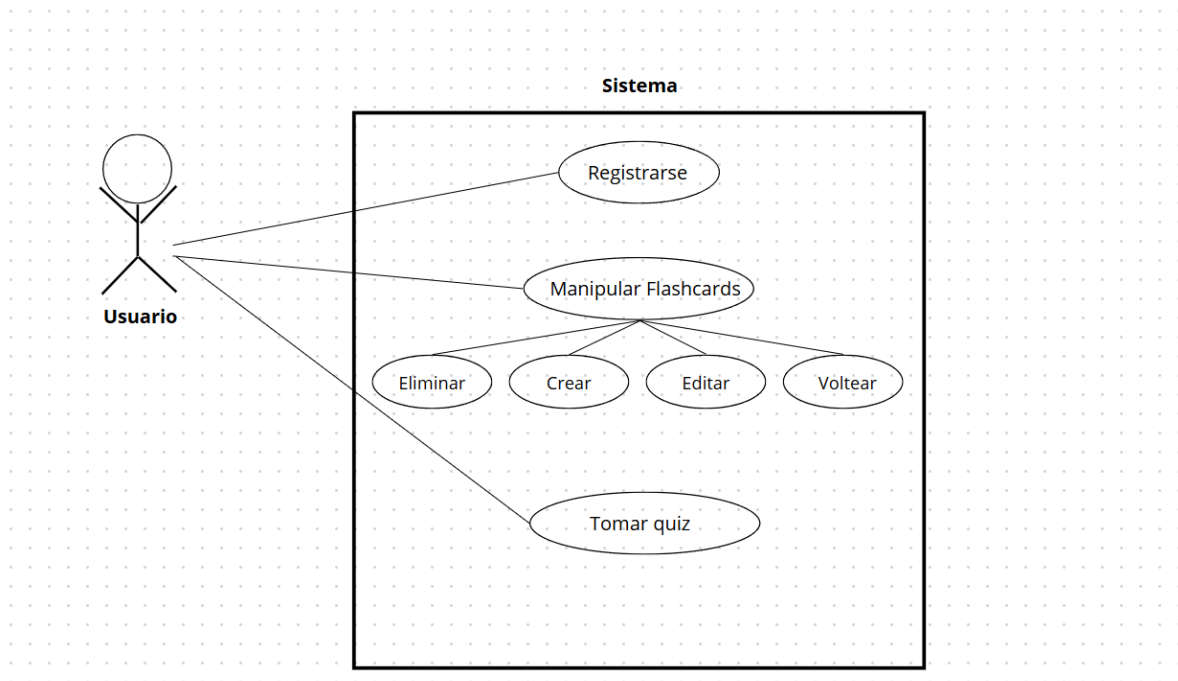 Sistema
Registrarse
Manipular Flashcards
Usuario
Eliminar
Crear
Editar
Voltear
Tomar quiz